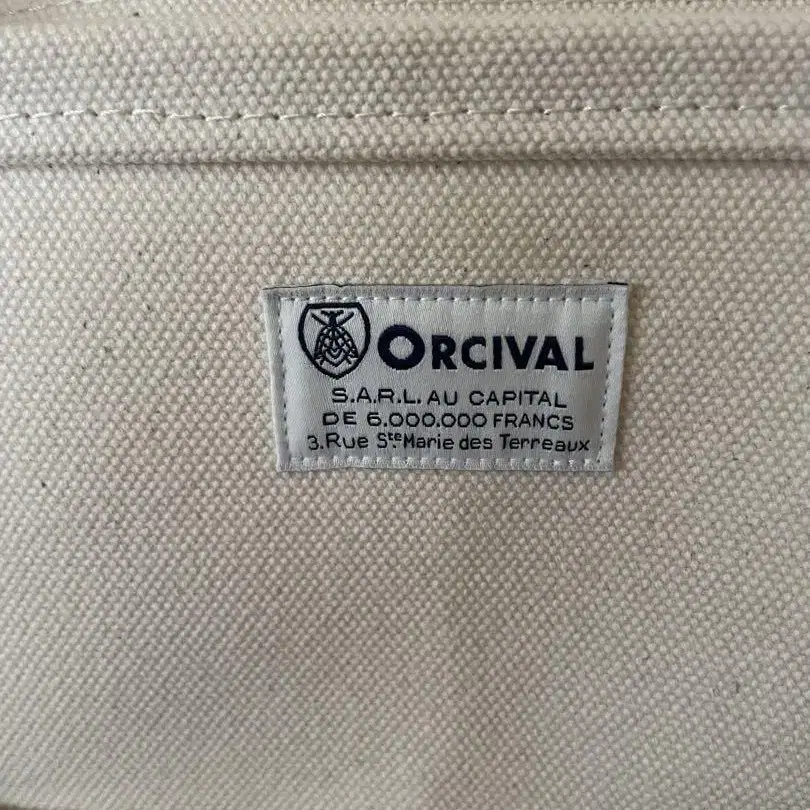 ORCIVAL
S.A.R.L. AU CAPITAL
DE 6.000.000 FRANCS
3.Rue Ste Marie des Terreaux